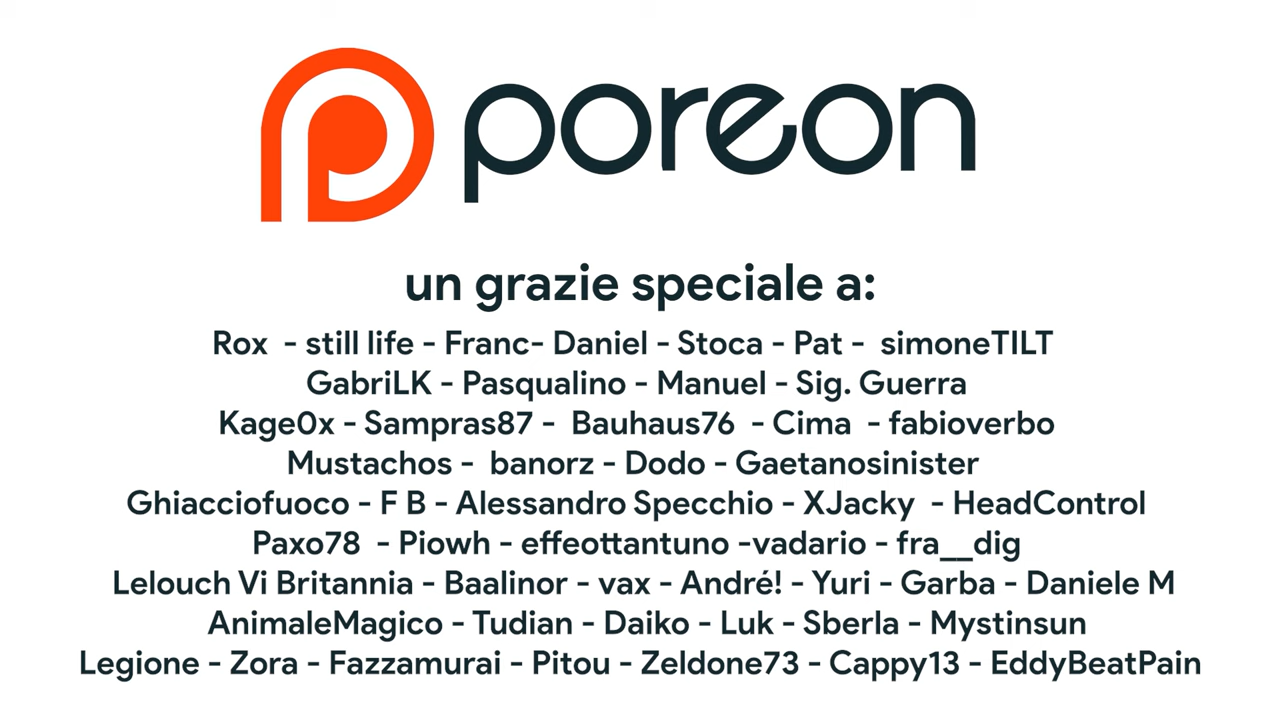 poreon
un grazie speciale a:
Rox - still life - Franc- Daniel - Stoca - Pat - simoneTILT
GabriLK - Pasqualino - Manuel - Sig. Guerra
Kage0x - Sampras87 - Bauhaus76 - Cima - fabioverbo
Mustachos - banorz - Dodo - Gaetanosinister
Ghiacciofuoco - F B - Alessandro Specchio - XJacky - HeadControl
Paxo78 - Piowh - effeottantuno -vadario - fra__dig
Lelouch Vi Britannia - Baalinor - vax - André! - Yuri - Garba - Daniele M
AnimaleMagico - Tudian - Daiko - Luk - Sberla - Mystinsun
Legione - Zora - Fazzamurai - Pitou - Zeldone73 - Cappy13 - EddyBeatPain